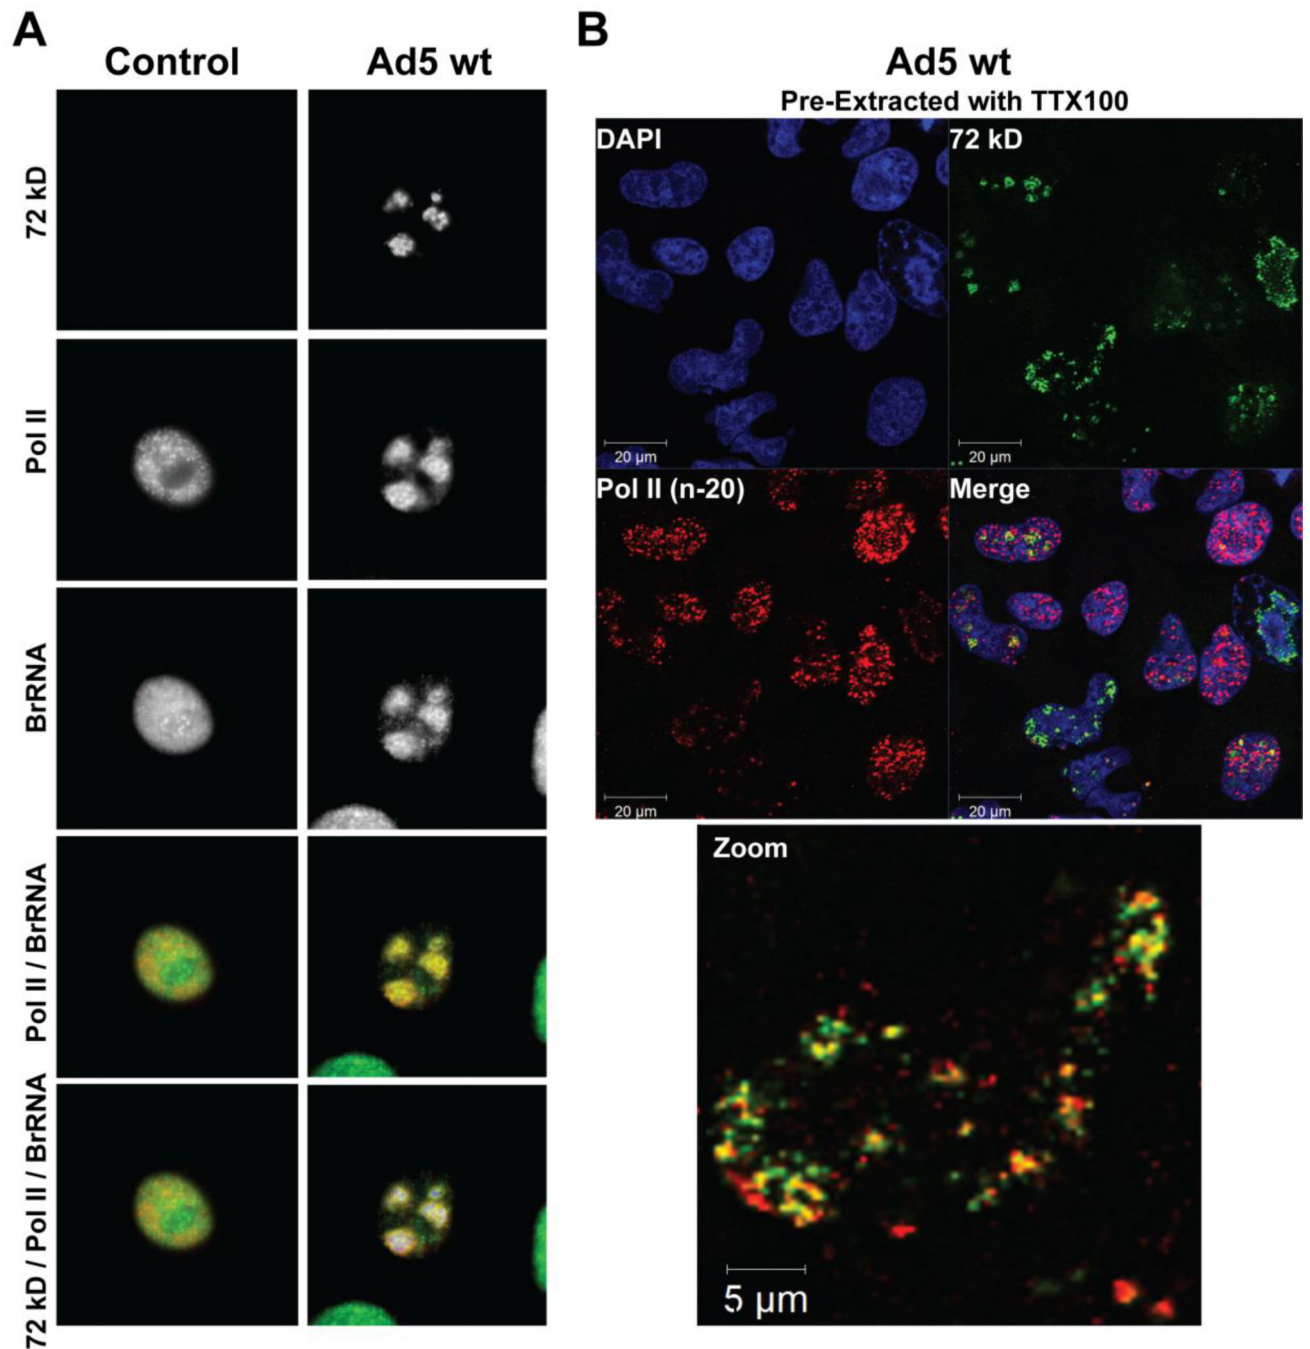 A
Control
Ad5 wt
72 kD
Pol II
BrRNA
Pol II / BrRNA
72 kD / Pol II / BrRNA
B
Ad5 wt
Pre-Extracted with TTX100
DAPI
72 kD
20 µm
20 µm
Pol II (n-20)
Merge
20 µm
20 µm
Zoom
5 µm